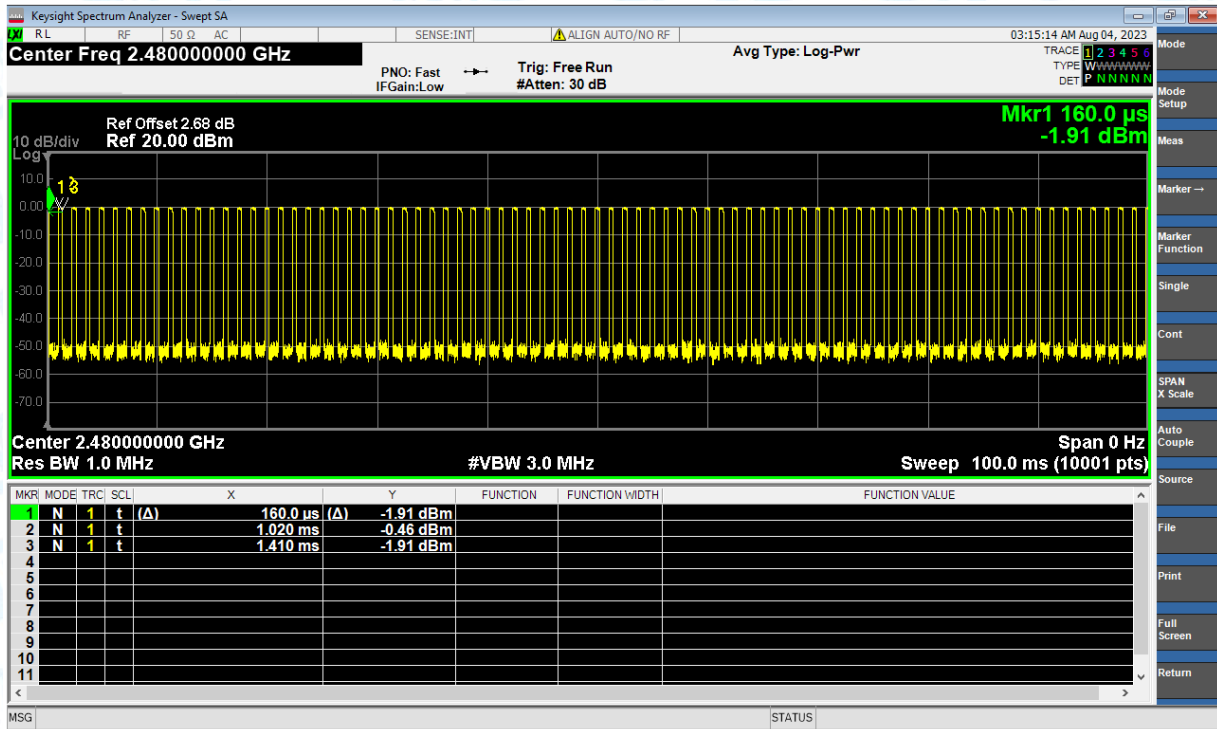 Keysight Spectrum Analyzer - Swept SA
LXI RL RF 50 Ω AC SENSE:INT ALIGN AUTO/NO RF 03:15:14 AM Aug 04, 2023
Center Freq 2.480000000 GHz
PNO: Fast
IFGain:Low
Trig: Free Run
#Atten: 30 dB
Avg Type: Log-Pwr
TRACE 1 2 3 4 5 6
TYPE WWWWWWW
DET P N N N N N
Mkr1 160.0 µs
-1.91 dBm
Ref Offset 2.68 dB
10 dB/div Ref 20.00 dBm
Log
10.0
0.00
-10.0
-20.0
-30.0
-40.0
-50.0
-60.0
-70.0
1 3
Center 2.480000000 GHz Span 0 Hz
Res BW 1.0 MHz #VBW 3.0 MHz Sweep 100.0 ms (10001 pts)
MKR MODE TRC SCL X Y FUNCTION FUNCTION WIDTH FUNCTION VALUE
1 N 1 t (Δ) 160.0 µs (Δ) -1.91 dBm
2 N 1 t 1.020 ms -0.46 dBm
3 N 1 t 1.410 ms -1.91 dBm
4
5
6
7
8
9
10
11
MSG STATUS
Mode
Mode
Setup
Meas
Marker →
Marker
Function
Single
Cont
SPAN
X Scale
Auto
Couple
Source
File
Print
Full
Screen
Return